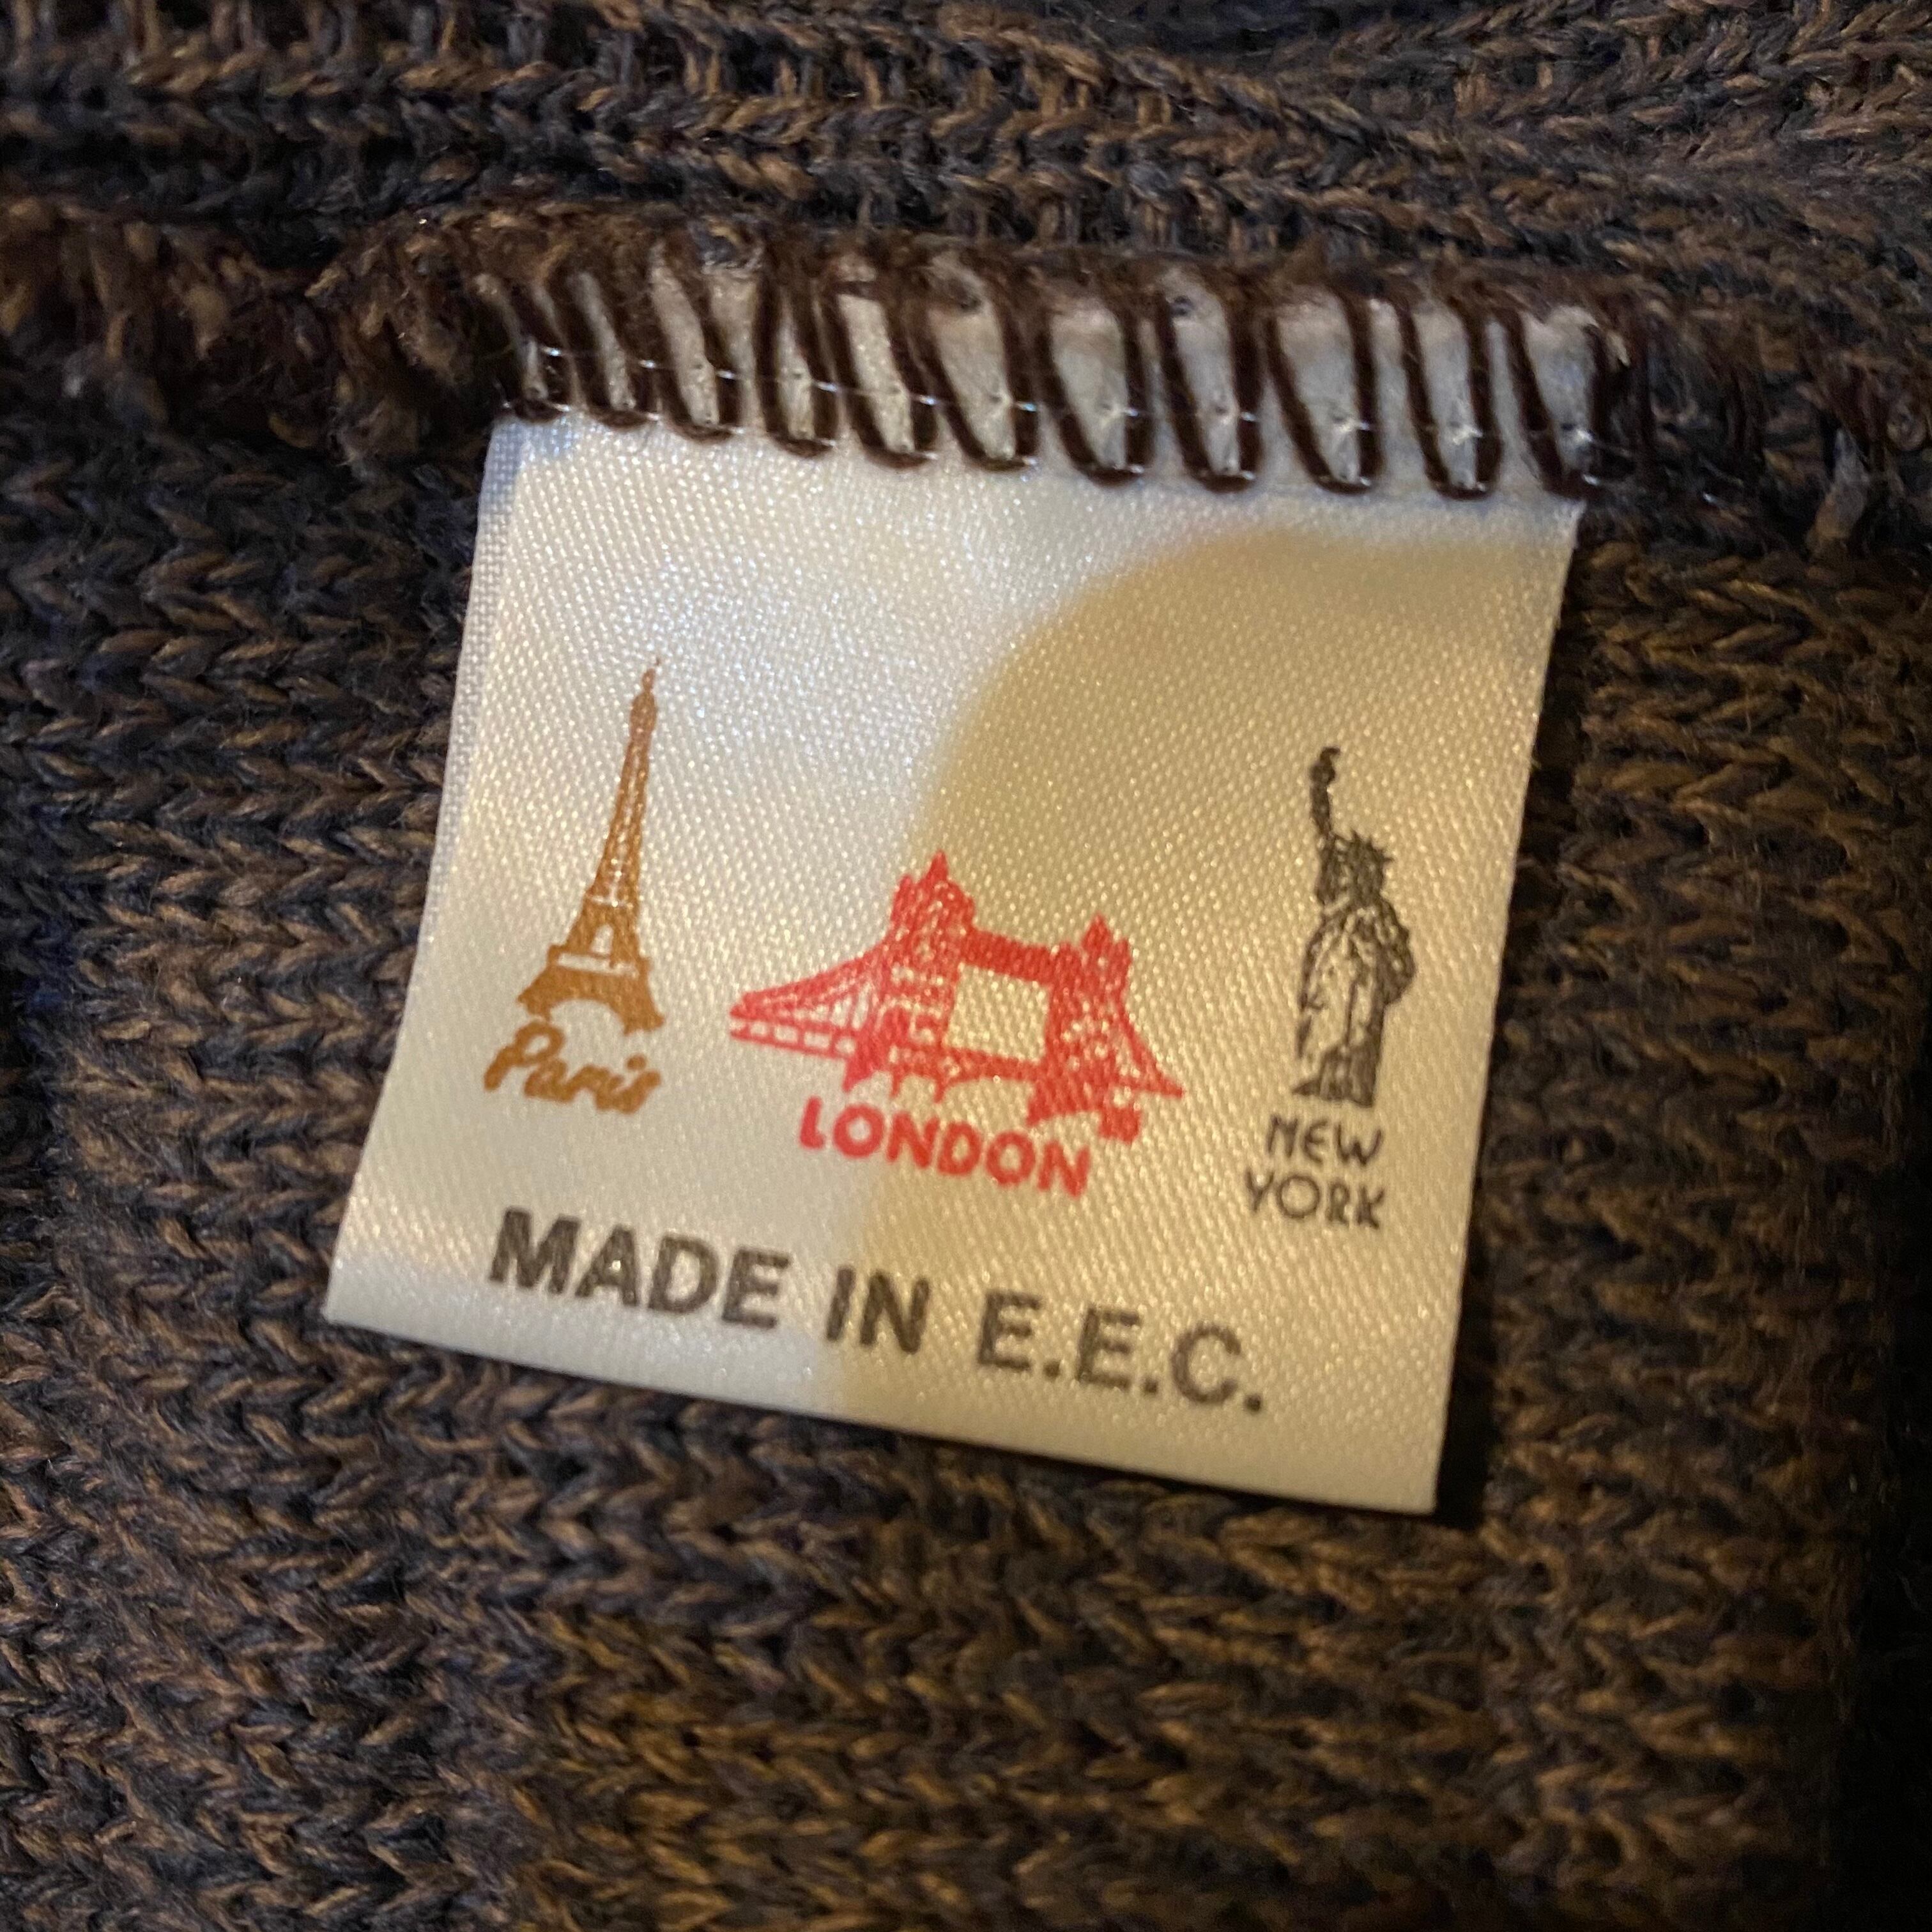 Paris
LONDON
NEW
YORK
MADE IN E.E.C.